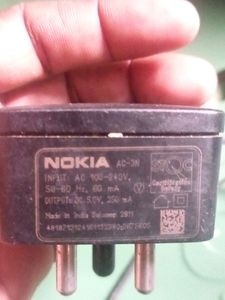 NOKIA AC-3N
INPUT: AC 100-240V,
50-60 Hz, 60 mA
OUTPUT: DC 5.0V, 350 mA
Made in India Salcomp 2011